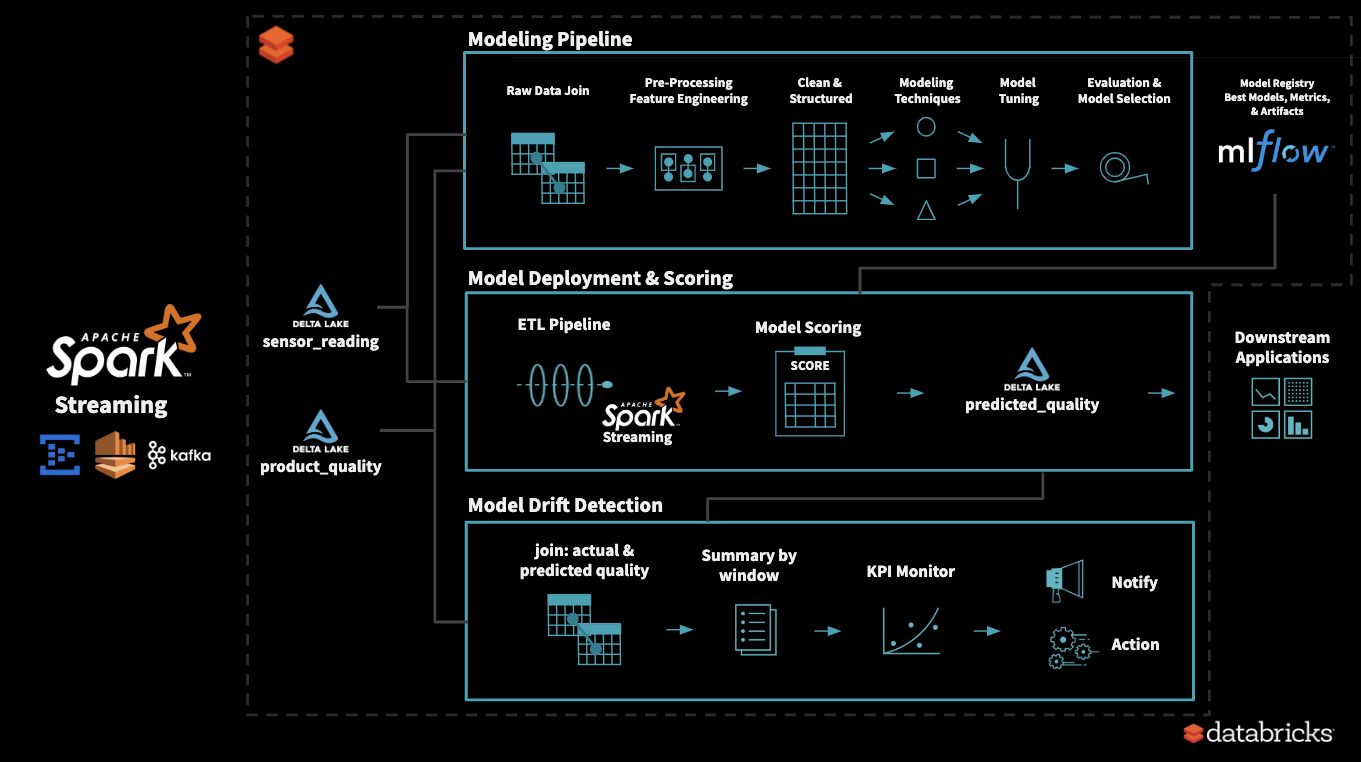 Modeling Pipeline
Raw Data Join
Pre-Processing
Feature Engineering
Clean &
Structured
Modeling
Techniques
Model
Tuning
Evaluation &
Model Selection
Model Registry
Best Models, Metrics,
& Artifacts
mlflow™
APACHE
Spark™
Streaming
kafka
DELTA LAKE
sensor_reading
DELTA LAKE
product_quality
Model Deployment & Scoring
ETL Pipeline
APACHE
Spark
Streaming
Model Scoring
SCORE
DELTA LAKE
predicted_quality
Downstream
Applications
Model Drift Detection
join: actual &
predicted quality
Summary by
window
KPI Monitor
Notify
Action
databricks